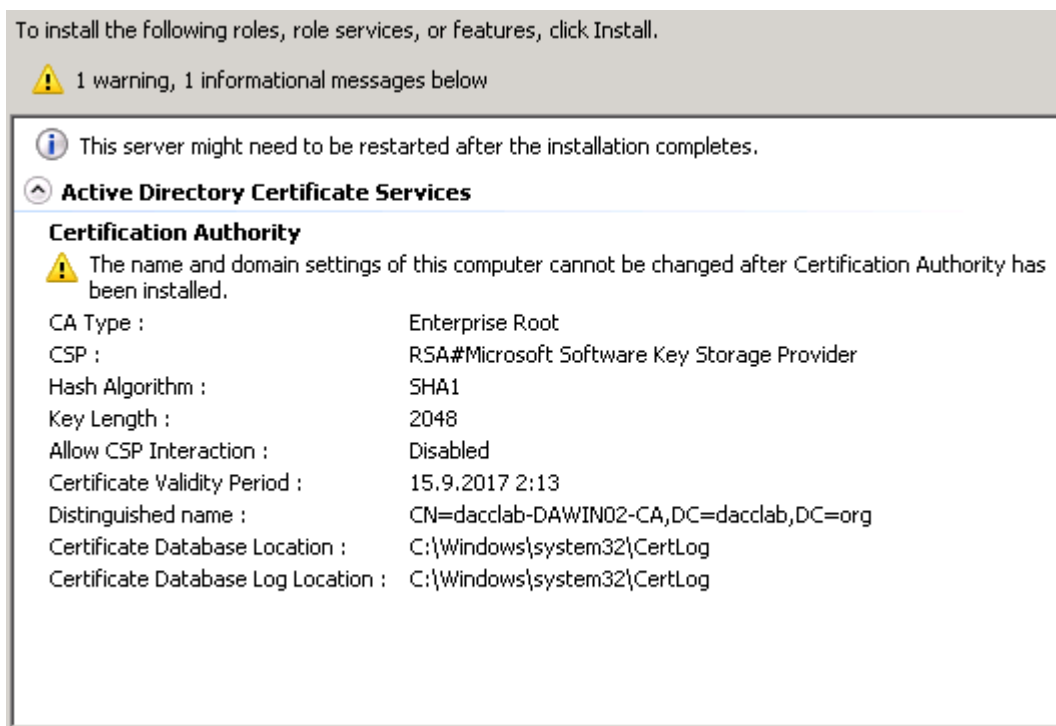 To install the following roles, role services, or features, click Install.
1 warning, 1 informational messages below
This server might need to be restarted after the installation completes.
Active Directory Certificate Services
Certification Authority
The name and domain settings of this computer cannot be changed after Certification Authority has
been installed.
CA Type : Enterprise Root
CSP : RSA#Microsoft Software Key Storage Provider
Hash Algorithm : SHA1
Key Length : 2048
Allow CSP Interaction : Disabled
Certificate Validity Period : 15.9.2017 2:13
Distinguished name : CN=dacclab-DAWIN02-CA,DC=dacclab,DC=org
Certificate Database Location : C:\Windows\system32\CertLog
Certificate Database Log Location : C:\Windows\system32\CertLog